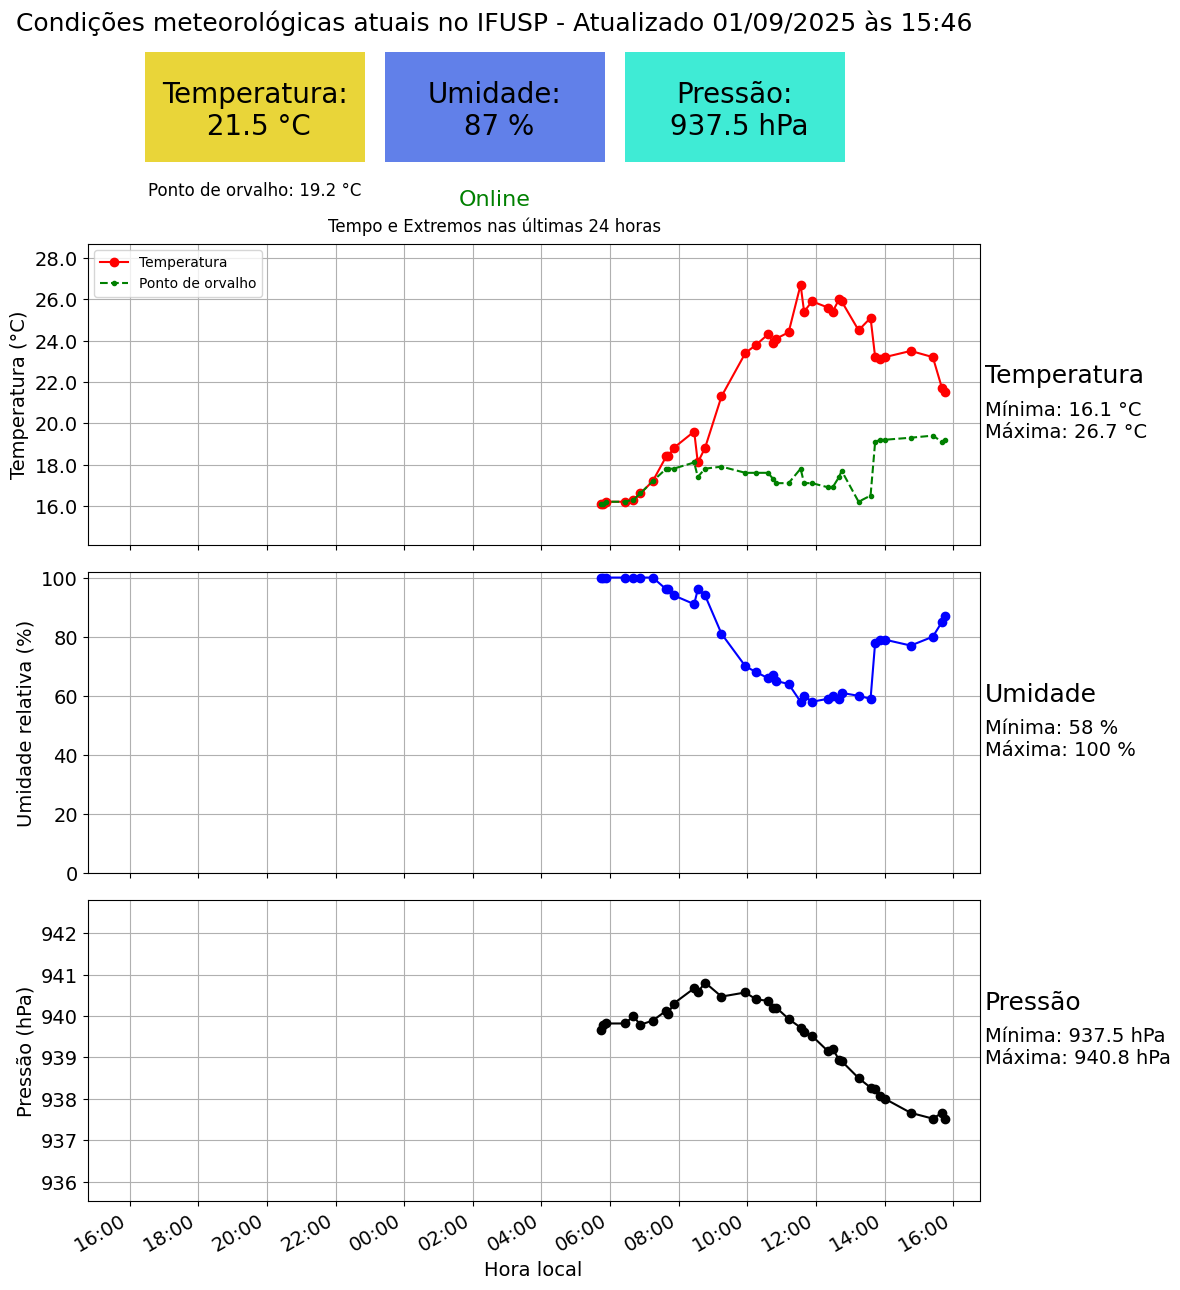 Condições meteorológicas atuais no IFUSP - Atualizado 01/09/2025 às 15:46
Temperatura:
21.5 °C
Umidade:
87 %
Pressão:
937.5 hPa
Ponto de orvalho: 19.2 °C
Online
Tempo e Extremos nas últimas 24 horas
Temperatura
Ponto de orvalho
Temperatura (°C)
28.0
26.0
24.0
22.0
20.0
18.0
16.0
Temperatura
Mínima: 16.1 °C
Máxima: 26.7 °C
Umidade relativa (%)
100
80
60
40
20
0
Umidade
Mínima: 58 %
Máxima: 100 %
Pressão (hPa)
942
941
940
939
938
937
936
Pressão
Mínima: 937.5 hPa
Máxima: 940.8 hPa
16:00 18:00 20:00 22:00 00:00 02:00 04:00 06:00 08:00 10:00 12:00 14:00 16:00
Hora local